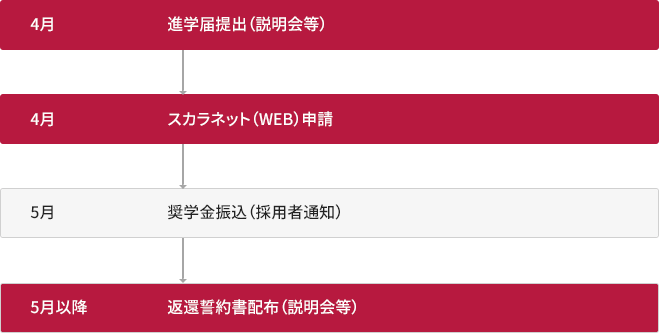 4月 進学届提出（説明会等）
4月 スカラネット（WEB）申請
5月 奨学金振込（採用者通知）
5月以降 返還誓約書配布（説明会等）